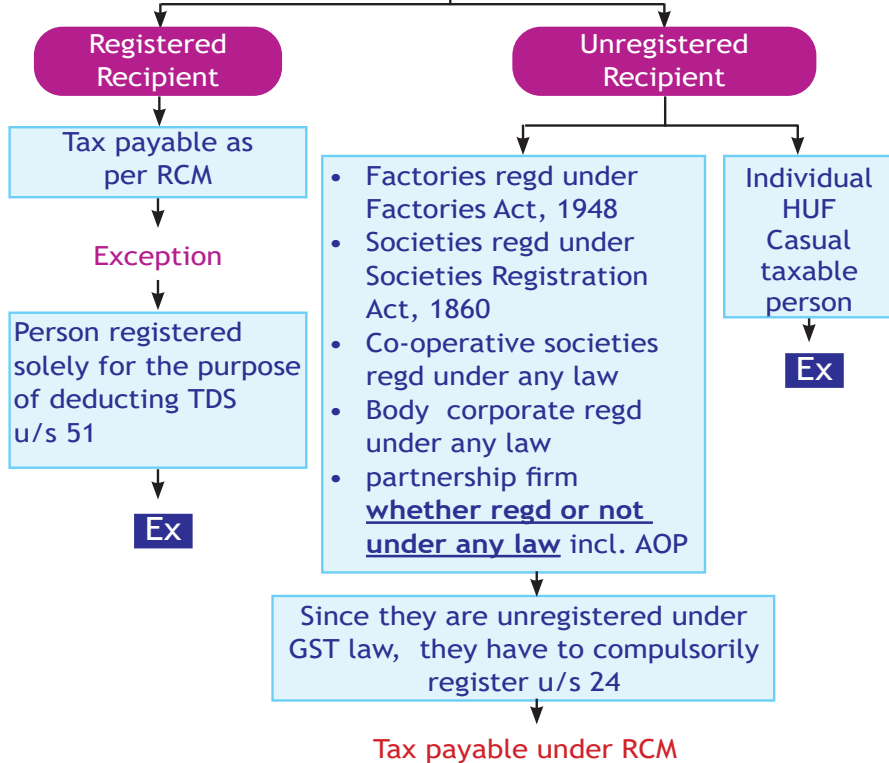 Registered
Recipient
Tax payable as
per RCM
Exception
Person registered
solely for the purpose
of deducting TDS
u/s 51
Ex
Unregistered
Recipient
• Factories regd under
Factories Act, 1948
• Societies regd under
Societies Registration
Act, 1860
• Co-operative societies
regd under any law
• Body corporate regd
under any law
• partnership firm
whether regd or not
under any law incl. AOP
Since they are unregistered under
GST law, they have to compulsorily
register u/s 24
Tax payable under RCM
Individual
HUF
Casual
taxable
person
Ex